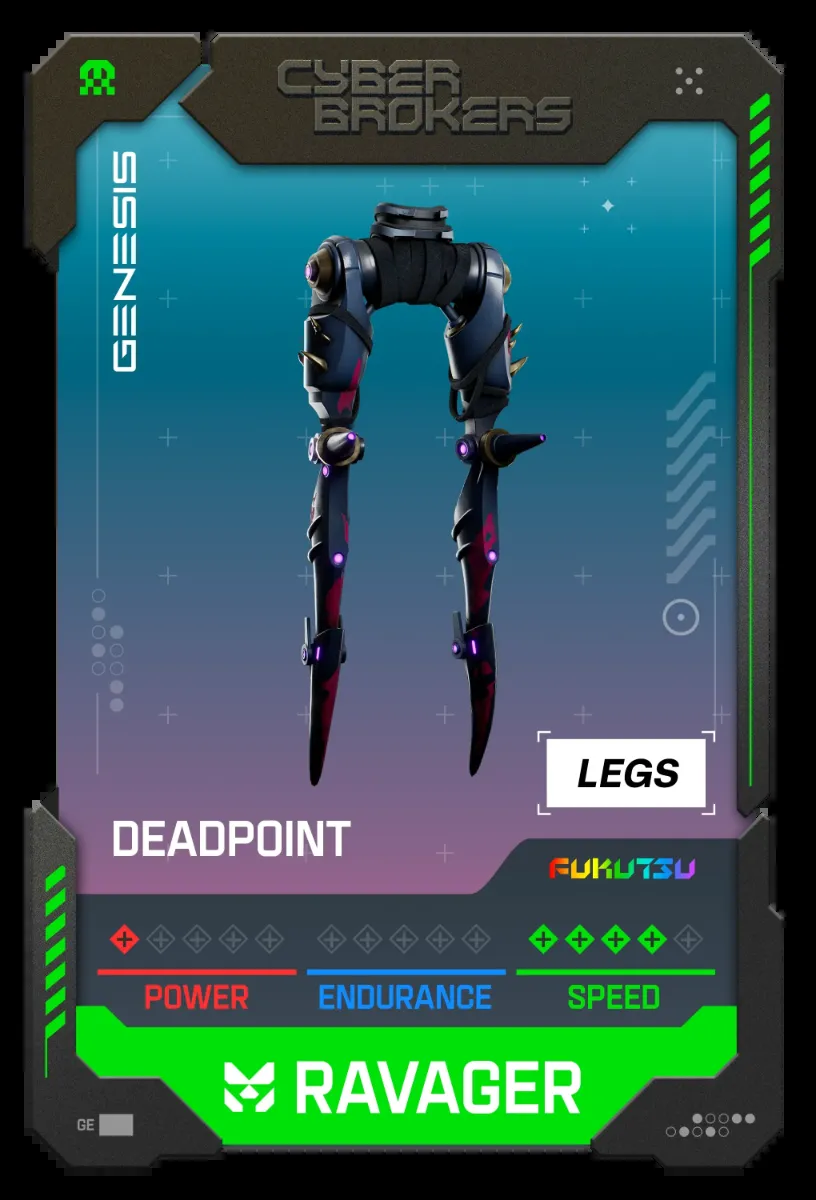 CYBER
BROKERS
GENESIS
LEGS
DEADPOINT
FUKUTSU
POWER ENDURANCE SPEED
RAVAGER
GE